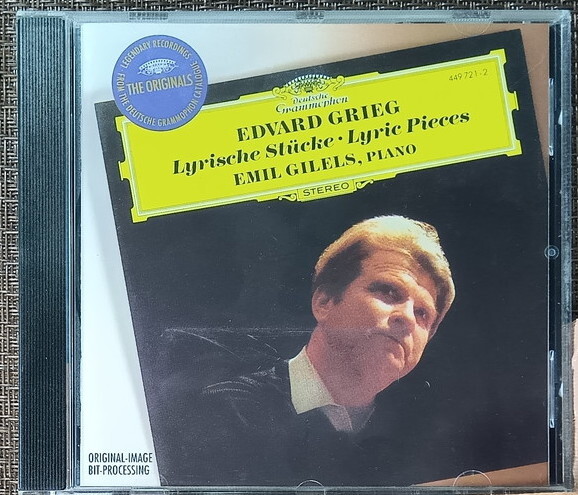 LEGENDARY RECORDINGS
THE ORIGINALS
FROM THE DEUTSCHE GRAMMOPHON CATALOGUE
Deutsche
Grammophon
449 721-2
EDVARD GRIEG
Lyrische Stücke · Lyric Pieces
EMIL GILELS, PIANO
STEREO
ORIGINAL-IMAGE
BIT-PROCESSING